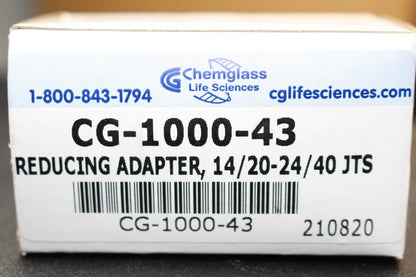 Chemglass
Life Sciences
1-800-843-1794 cglifesciences.com
CG-1000-43
REDUCING ADAPTER, 14/20-24/40 JTS
CG-1000-43 210820